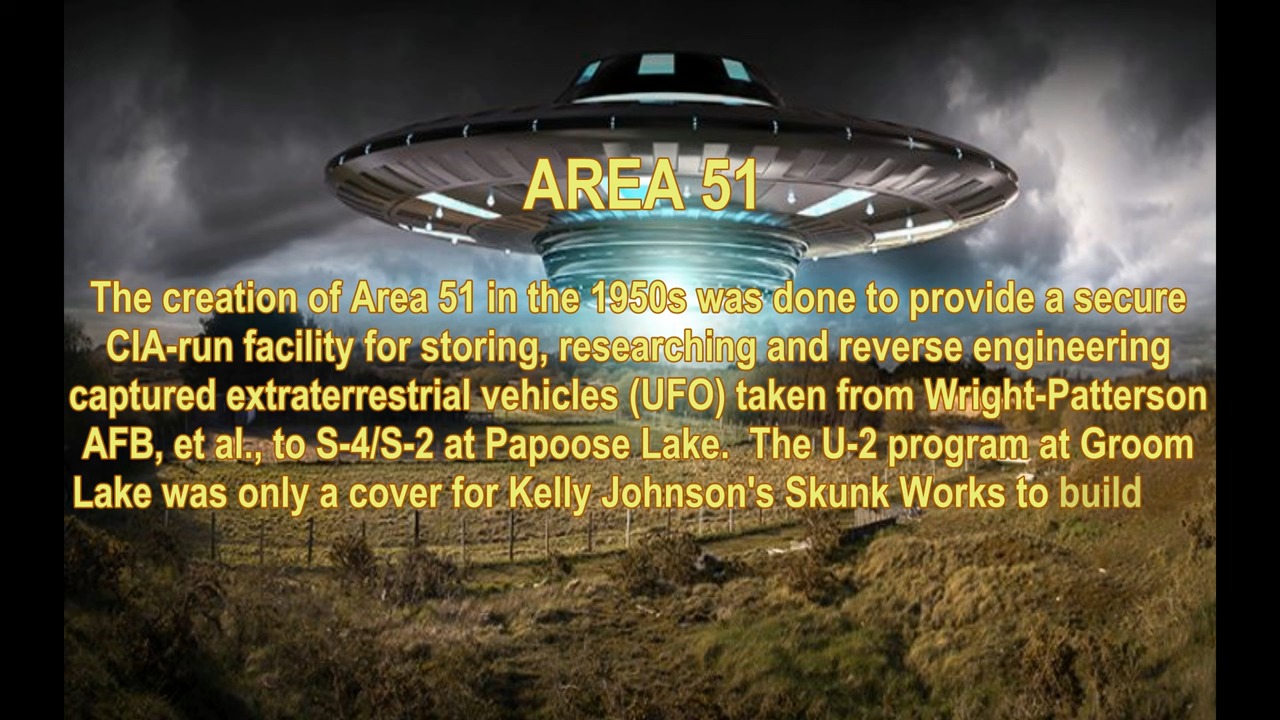 AREA 51
The creation of Area 51 in the 1950s was done to provide a secure
CIA-run facility for storing, researching and reverse engineering
captured extraterrestrial vehicles (UFO) taken from Wright-Patterson
AFB, et al., to S-4/S-2 at Papoose Lake.  The U-2 program at Groom
Lake was only a cover for Kelly Johnson's Skunk Works to build